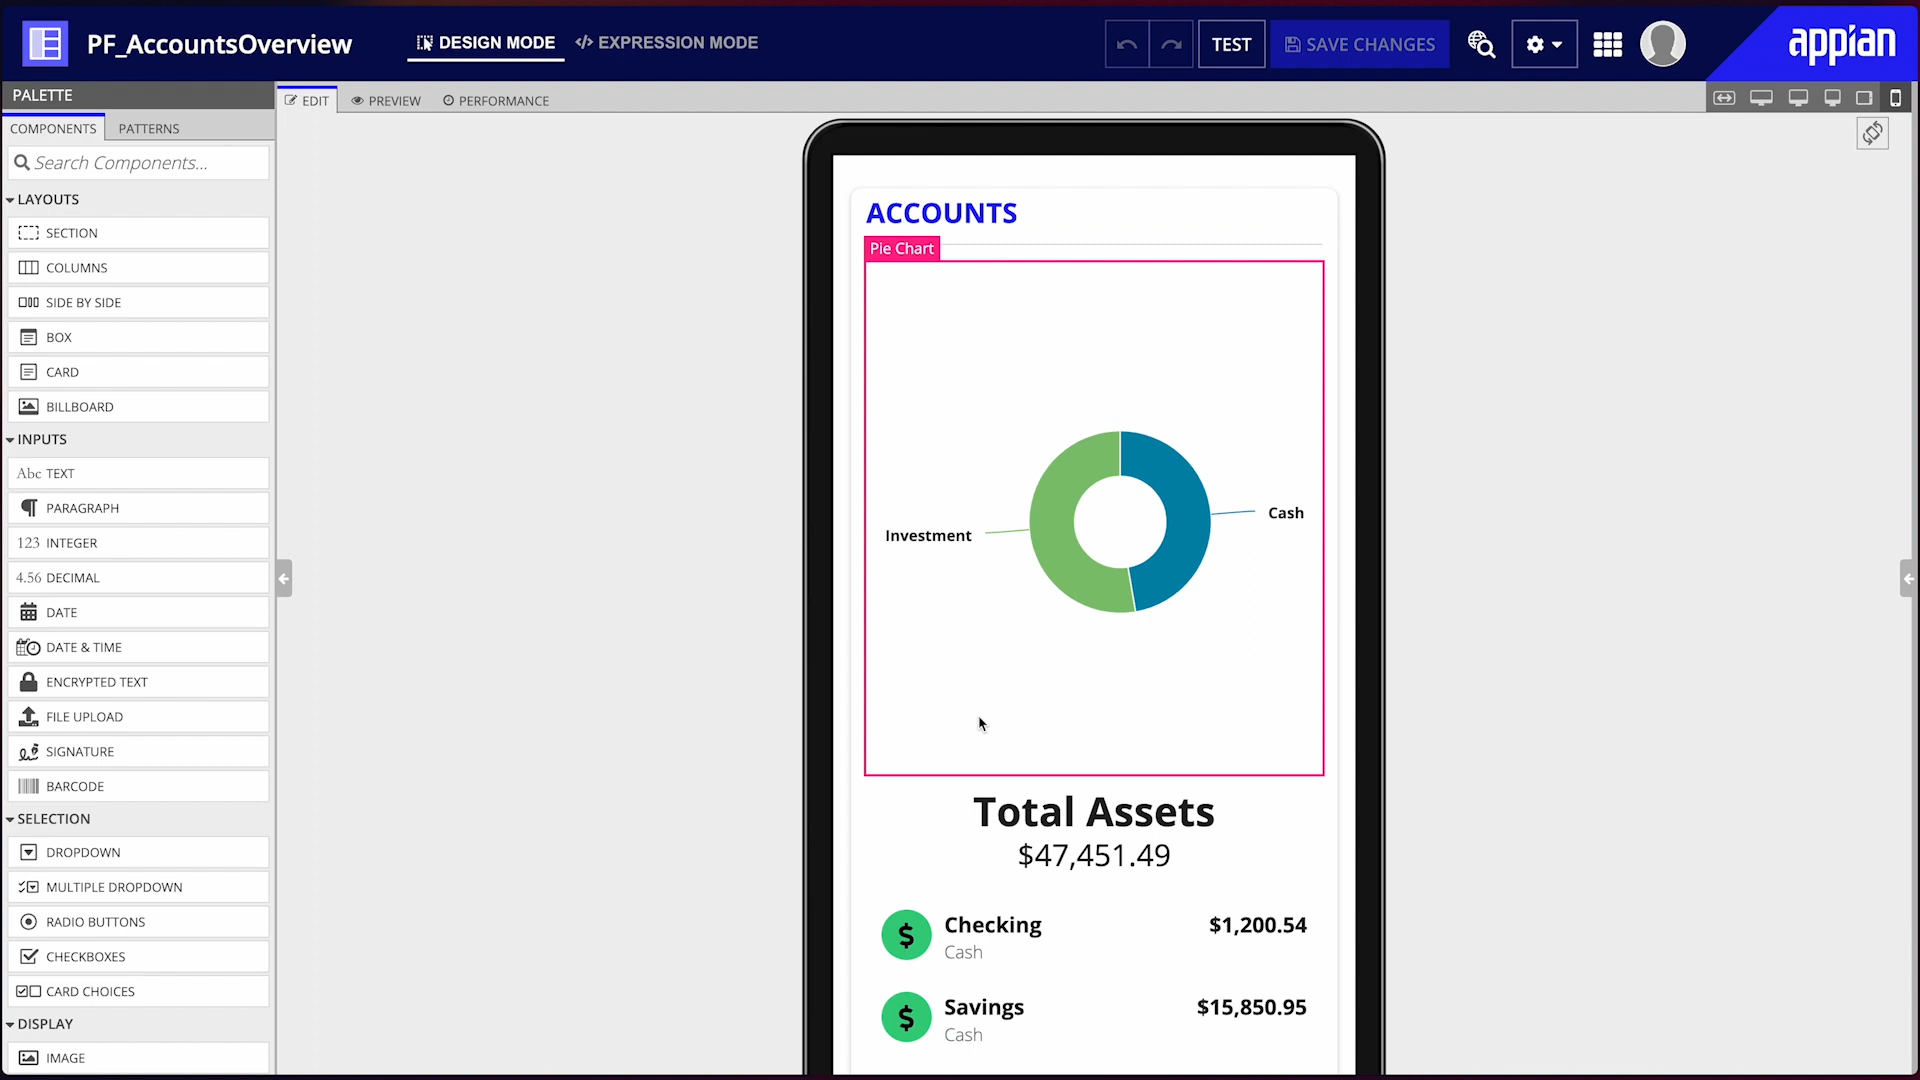 PF_AccountsOverview
DESIGN MODE
</> EXPRESSION MODE
TEST
SAVE CHANGES
appian
PALETTE
EDIT
PREVIEW
PERFORMANCE
COMPONENTS
PATTERNS
Search Components...
LAYOUTS
SECTION
COLUMNS
SIDE BY SIDE
BOX
CARD
BILLBOARD
INPUTS
Abc TEXT
PARAGRAPH
123 INTEGER
4.56 DECIMAL
DATE
DATE & TIME
ENCRYPTED TEXT
FILE UPLOAD
SIGNATURE
BARCODE
SELECTION
DROPDOWN
MULTIPLE DROPDOWN
RADIO BUTTONS
CHECKBOXES
CARD CHOICES
DISPLAY
IMAGE
ACCOUNTS
Pie Chart
Cash
Investment
Total Assets
$47,451.49
$ Checking $1,200.54
Cash
$ Savings $15,850.95
Cash